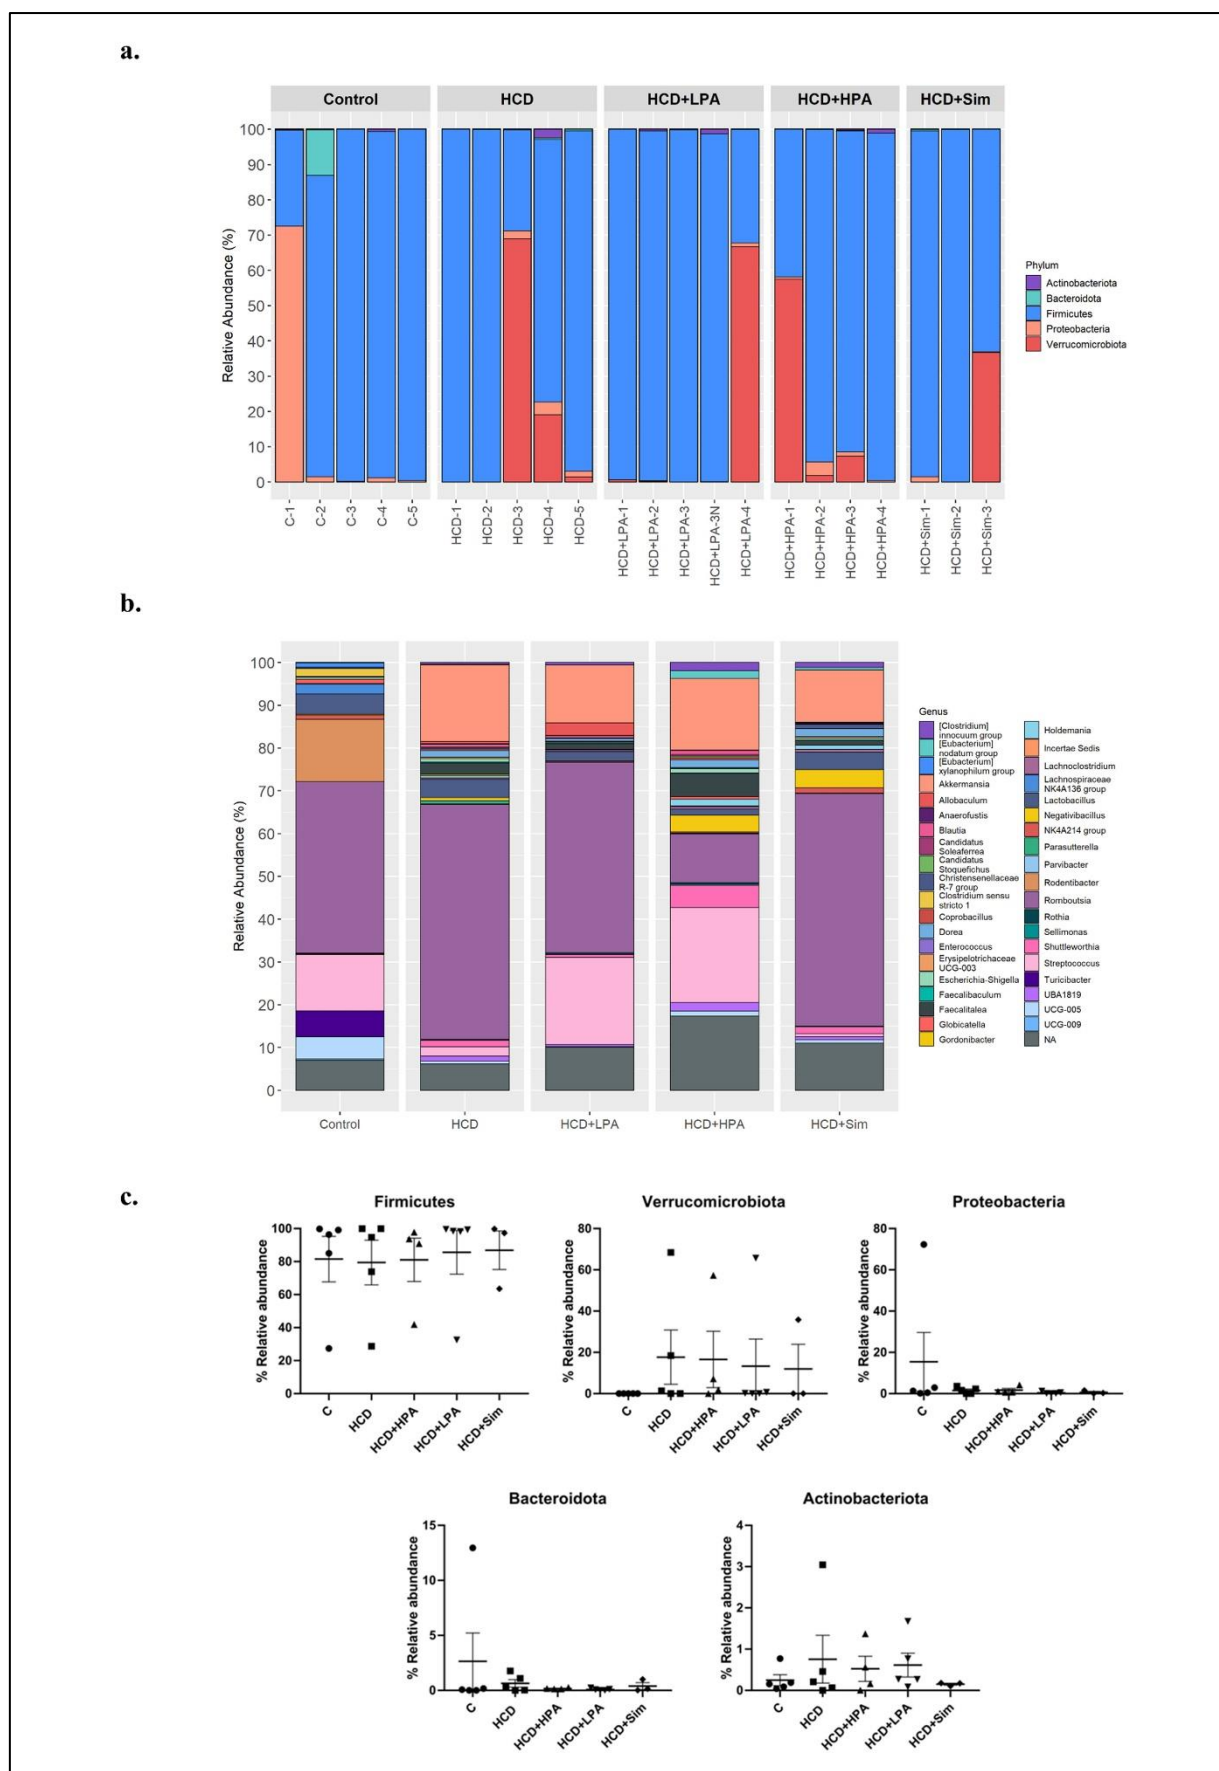 a.
Control
HCD
HCD+LPA
HCD+HPA
HCD+Sim
Relative Abundance (%)
100
90
80
70
60
50
40
30
20
10
0
C-1
C-2
C-3
C-4
C-5
HCD-1
HCD-2
HCD-3
HCD-4
HCD-5
HCD+LPA-1
HCD+LPA-2
HCD+LPA-3
HCD+LPA-3N
HCD+LPA-4
HCD+HPA-1
HCD+HPA-2
HCD+HPA-3
HCD+HPA-4
HCD+Sim-1
HCD+Sim-2
HCD+Sim-3
Phylum
Actinobacteriota
Bacteroidota
Firmicutes
Proteobacteria
Verrucomicrobiota
b.
Relative Abundance (%)
100
90
80
70
60
50
40
30
20
10
0
Control
HCD
HCD+LPA
HCD+HPA
HCD+Sim
Genus
[Clostridium]
innocuum group
[Eubacterium]
nodatum group
[Eubacterium]
xylanophilum group
Akkermansia
Allobaculum
Anaerofustis
Blautia
Candidatus
Soleaferrea
Candidatus
Stoquefichus
Christensenellaceae
R-7 group
Clostridium sensu
stricto 1
Coprobacillus
Dorea
Enterococcus
Erysipelotrichaceae
UCG-003
Escherichia-Shigella
Faecalibaculum
Faecalitalea
Globicatella
Gordonibacter
Holdemania
Incertae Sedis
Lachnoclostridium
Lachnospiraceae
NK4A136 group
Lactobacillus
Negativibacillus
NK4A214 group
Parasutterella
Parvibacter
Rodentibacter
Romboutsia
Rothia
Sellimonas
Shuttleworthia
Streptococcus
Turicibacter
UBA1819
UCG-005
UCG-009
NA
c.
Firmicutes
% Relative abundance
100
80
60
40
20
0
C
HCD
HCD+HPA
HCD+LPA
HCD+Sim
Verrucomicrobiota
% Relative abundance
80
60
40
20
0
C
HCD
HCD+HPA
HCD+LPA
HCD+Sim
Proteobacteria
% Relative abundance
80
60
40
20
0
C
HCD
HCD+HPA
HCD+LPA
HCD+Sim
Bacteroidota
% Relative abundance
15
10
5
0
C
HCD
HCD+HPA
HCD+LPA
HCD+Sim
Actinobacteriota
% Relative abundance
4
3
2
1
0
C
HCD
HCD+HPA
HCD+LPA
HCD+Sim